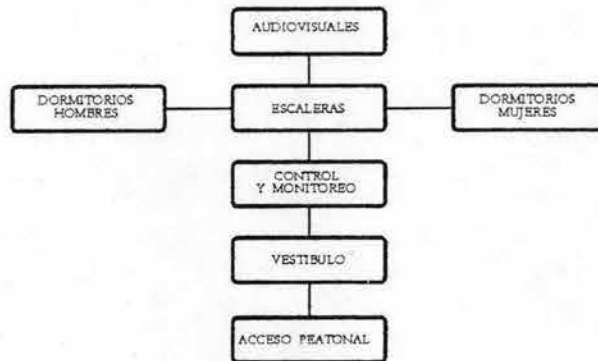 AUDIOVISUALES
DORMITORIOS
HOMBRES
ESCALERAS
DORMITORIOS
MUJERES
CONTROL
Y MONITOREO
VESTIBULO
ACCESO PEATONAL